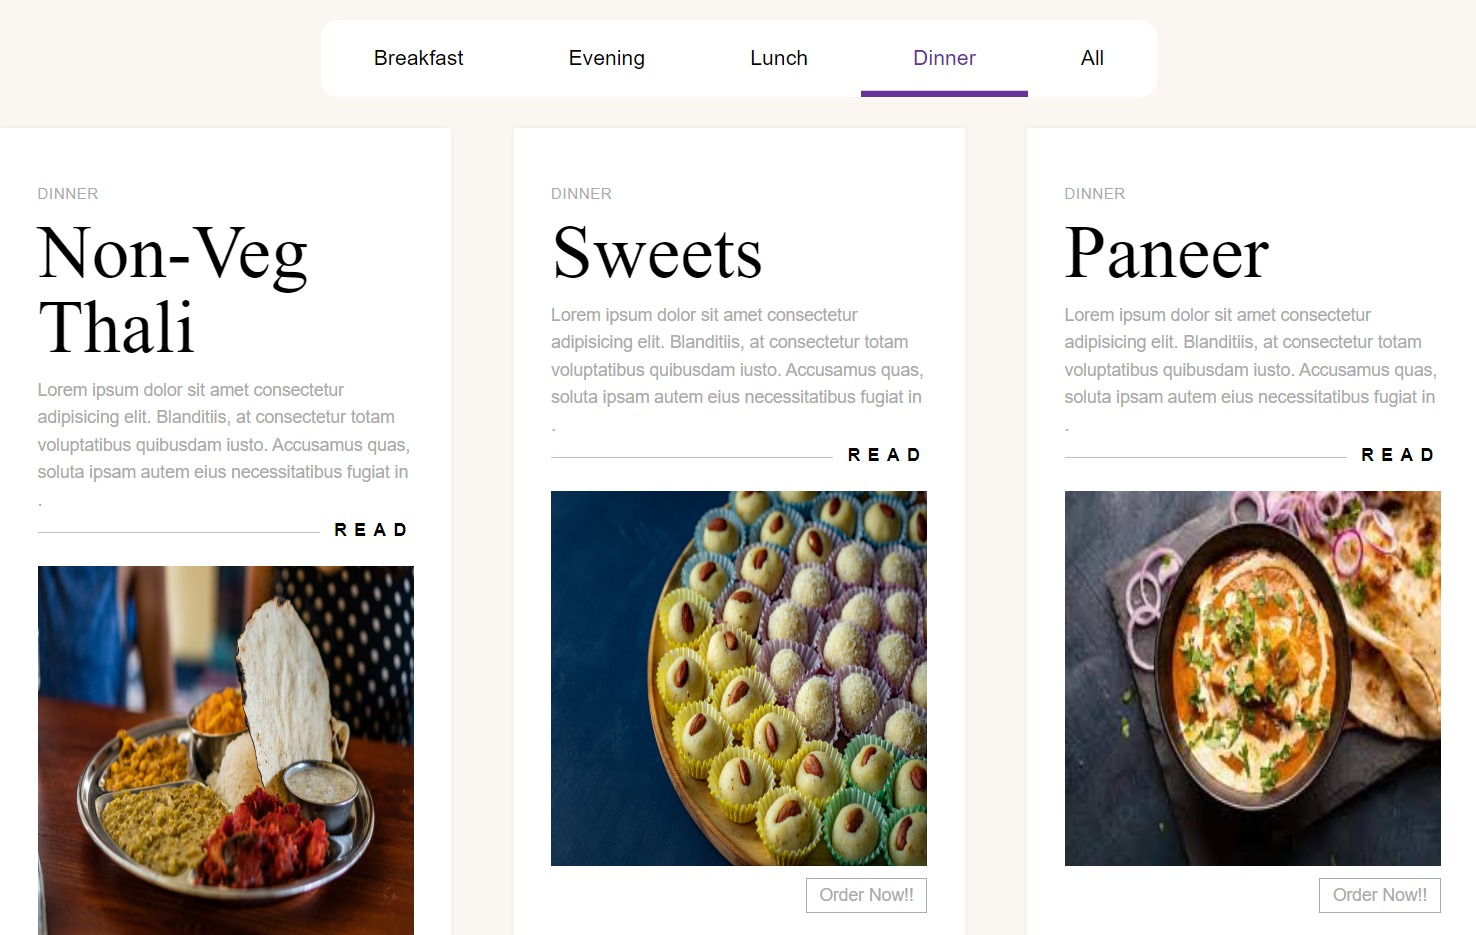 Breakfast Evening Lunch Dinner All
DINNER
Non-Veg
Thali
Lorem ipsum dolor sit amet consectetur
adipisicing elit. Blanditiis, at consectetur totam
voluptatibus quibusdam iusto. Accusamus quas,
soluta ipsam autem eius necessitatibus fugiat in
.
READ
DINNER
Sweets
Lorem ipsum dolor sit amet consectetur
adipisicing elit. Blanditiis, at consectetur totam
voluptatibus quibusdam iusto. Accusamus quas,
soluta ipsam autem eius necessitatibus fugiat in
.
READ
Order Now!!
DINNER
Paneer
Lorem ipsum dolor sit amet consectetur
adipisicing elit. Blanditiis, at consectetur totam
voluptatibus quibusdam iusto. Accusamus quas,
soluta ipsam autem eius necessitatibus fugiat in
.
READ
Order Now!!